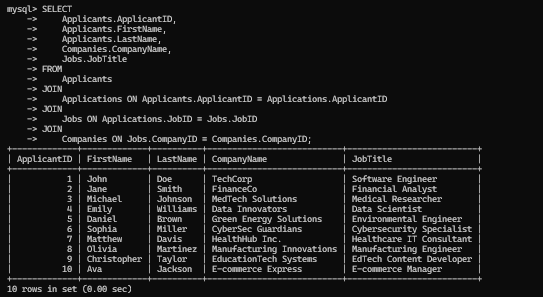 mysql> SELECT
    ->     Applicants.ApplicantID,
    ->     Applicants.FirstName,
    ->     Applicants.LastName,
    ->     Companies.CompanyName,
    ->     Jobs.JobTitle
    -> FROM
    ->     Applicants
    -> JOIN
    ->     Applications ON Applicants.ApplicantID = Applications.ApplicantID
    -> JOIN
    ->     Jobs ON Applications.JobID = Jobs.JobID
    -> JOIN
    ->     Companies ON Jobs.CompanyID = Companies.CompanyID;
+-------------+-------------+----------+---------------------------+--------------------------+
| ApplicantID | FirstName   | LastName | CompanyName               | JobTitle                 |
+-------------+-------------+----------+---------------------------+--------------------------+
|           1 | John        | Doe      | TechCorp                  | Software Engineer        |
|           2 | Jane        | Smith    | FinanceCo                 | Financial Analyst        |
|           3 | Michael     | Johnson  | MedTech Solutions         | Medical Researcher       |
|           4 | Emily       | Williams | Data Innovators           | Data Scientist           |
|           5 | Daniel      | Brown    | Green Energy Solutions    | Environmental Engineer   |
|           6 | Sophia      | Miller   | CyberSec Guardians        | Cybersecurity Specialist |
|           7 | Matthew     | Davis    | HealthHub Inc.            | Healthcare IT Consultant |
|           8 | Olivia      | Martinez | Manufacturing Innovations | Manufacturing Engineer   |
|           9 | Christopher | Taylor   | EducationTech Systems     | EdTech Content Developer |
|          10 | Ava         | Jackson  | E-commerce Express        | E-commerce Manager       |
+-------------+-------------+----------+---------------------------+--------------------------+
10 rows in set (0.00 sec)